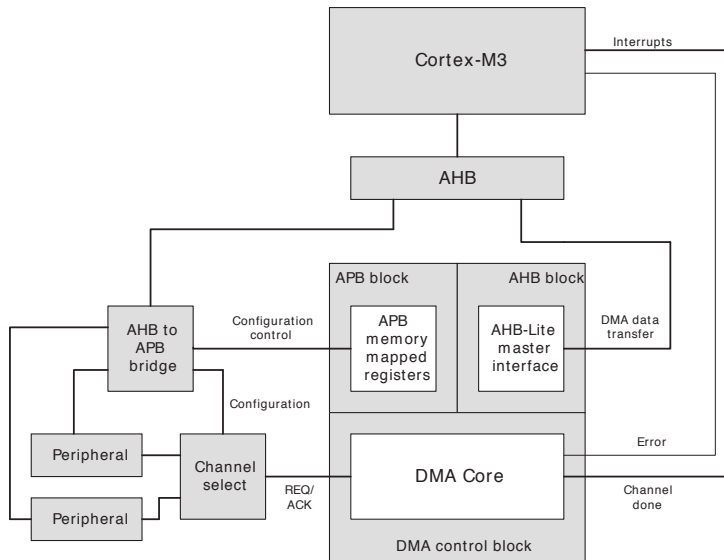 Cortex-M3
Interrupts
AHB
APB block
AHB block
AHB to
APB
bridge
Configuration
control
APB
memory
mapped
registers
AHB-Lite
master
interface
DMA data
transfer
Configuration
Peripheral
Channel
select
Peripheral
REQ/
ACK
DMA Core
Error
Channel
done
DMA control block